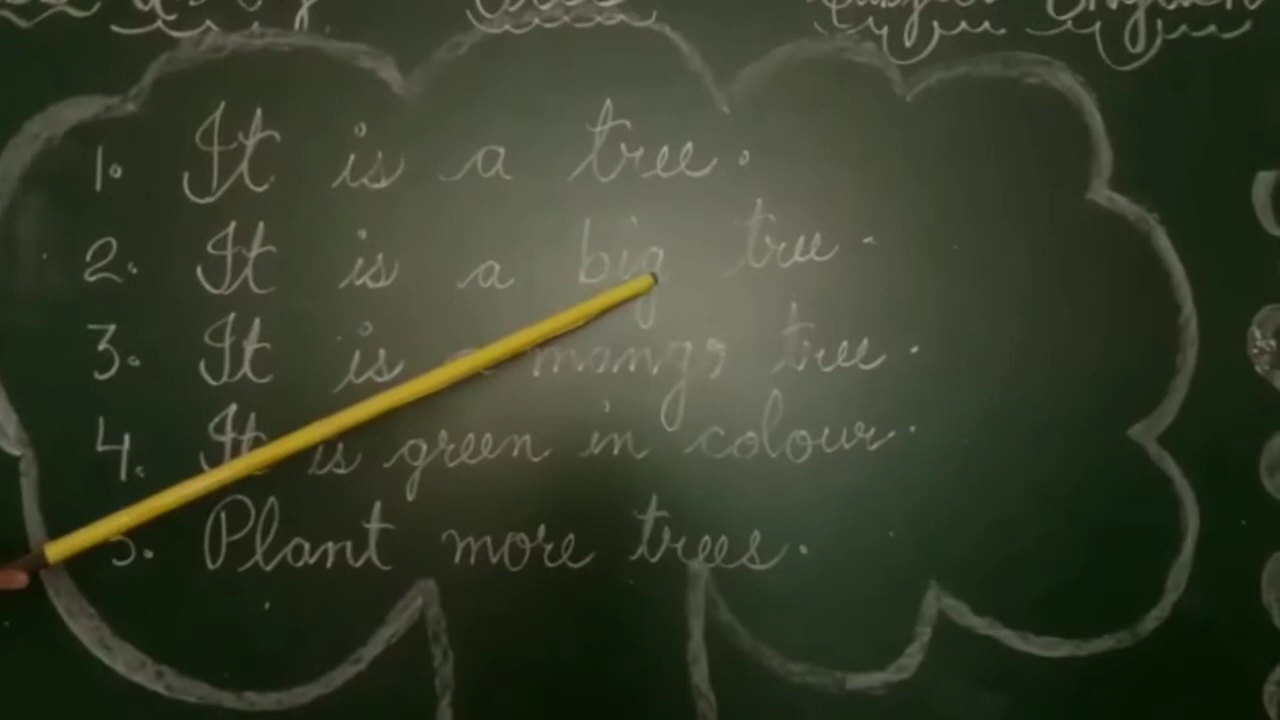 English
1. It is a tree.
2. It is a big tree.
3. It is a mango tree.
4. It is green in colour.
5. Plant more trees.